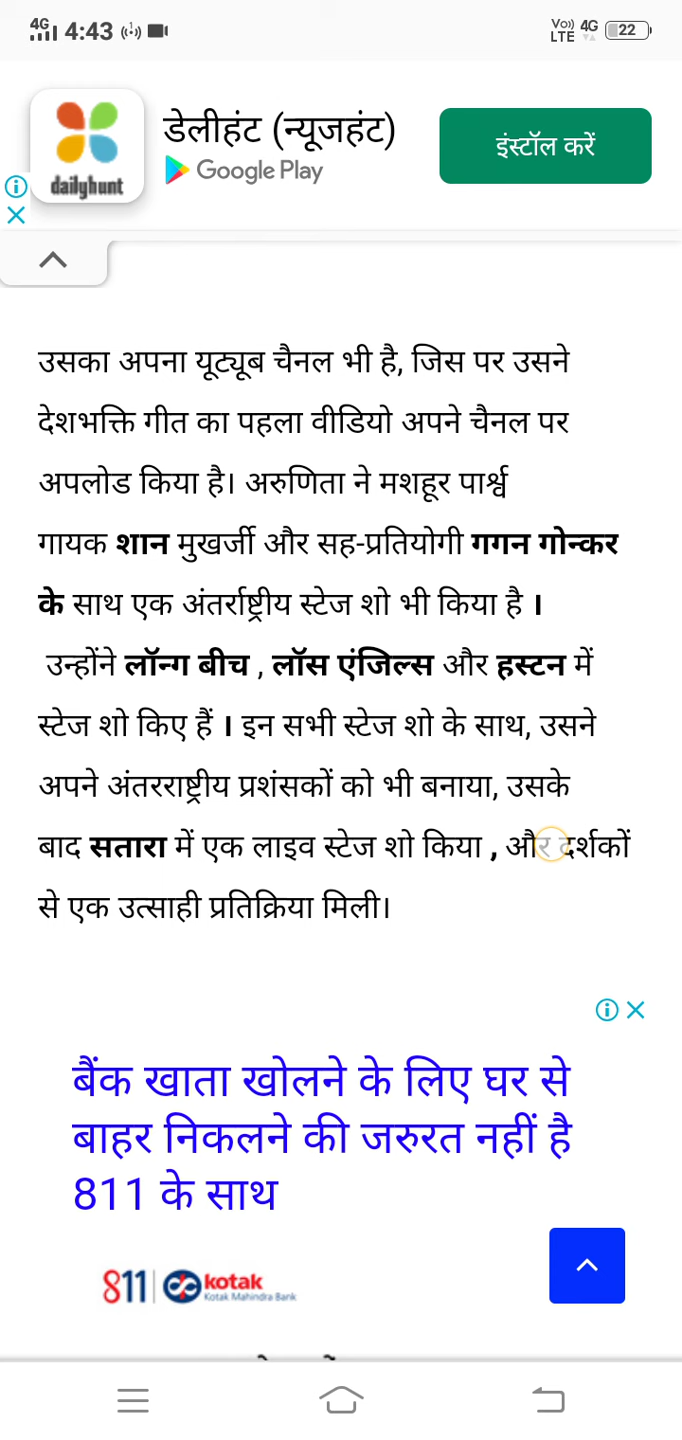 4G 4:43 Vo)) LTE 4G 22
डेलीहंट (न्यूजहंट)
Google Play
इंस्टॉल करें
dailyhunt
उसका अपना यूट्यूब चैनल भी है, जिस पर उसने
देशभक्ति गीत का पहला वीडियो अपने चैनल पर
अपलोड किया है। अरुणिता ने मशहूर पार्श्व
गायक शान मुखर्जी और सह-प्रतियोगी गगन गोन्कर
के साथ एक अंतर्राष्ट्रीय स्टेज शो भी किया है ।
उन्होंने लॉन्ग बीच , लॉस एंजिल्स और हस्टन में
स्टेज शो किए हैं । इन सभी स्टेज शो के साथ, उसने
अपने अंतरराष्ट्रीय प्रशंसकों को भी बनाया, उसके
बाद सतारा में एक लाइव स्टेज शो किया , और दर्शकों
से एक उत्साही प्रतिक्रिया मिली।
बैंक खाता खोलने के लिए घर से
बाहर निकलने की जरुरत नहीं है
811 के साथ
811 kotak
Kotak Mahindra Bank